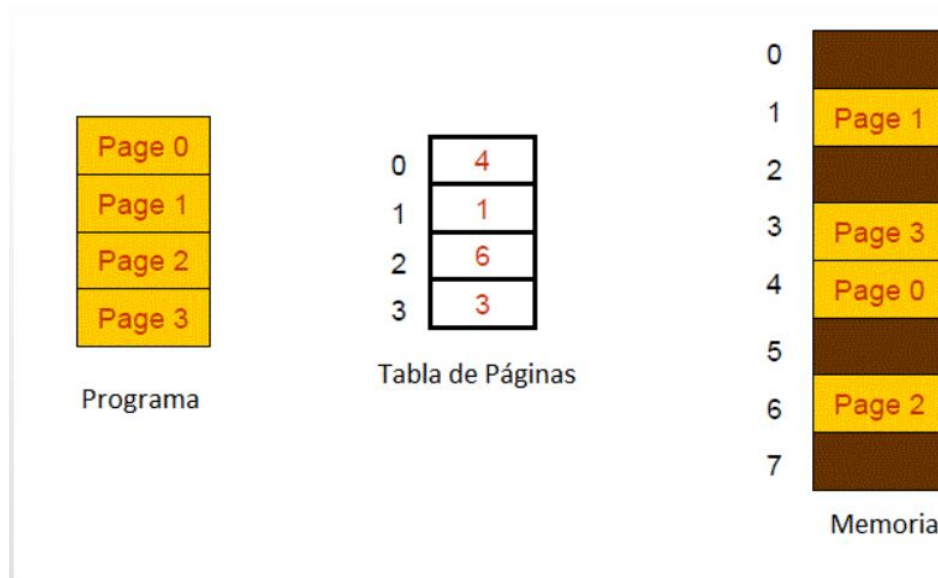 Page 0
Page 1
Page 2
Page 3
Programa
0 4
1 1
2 6
3 3
Tabla de Páginas
0
1 Page 1
2
3 Page 3
4 Page 0
5
6 Page 2
7
Memoria